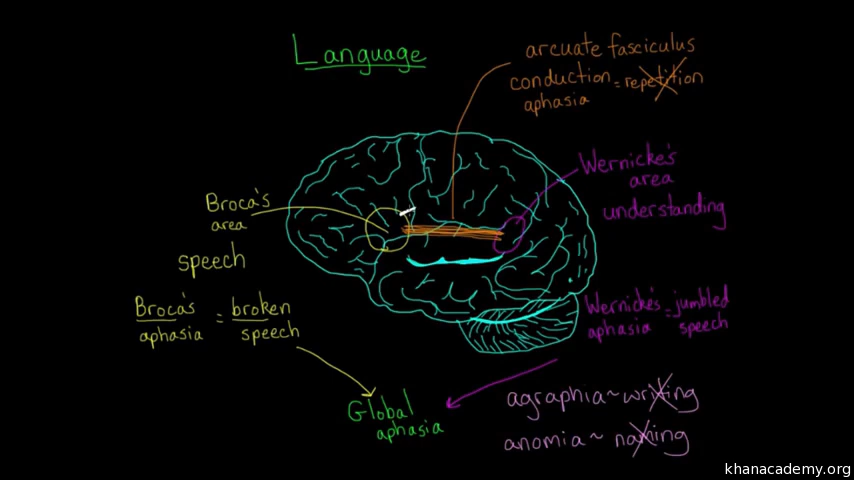 Language
arcuate fasciculus
conduction = repetition
aphasia
Wernicke's
area
understanding
Broca's
area
speech
Broca's = broken
aphasia speech
Wernicke's = jumbled
aphasia speech
Global
aphasia
agraphia ~ writing
anomia ~ naming
khanacademy.org